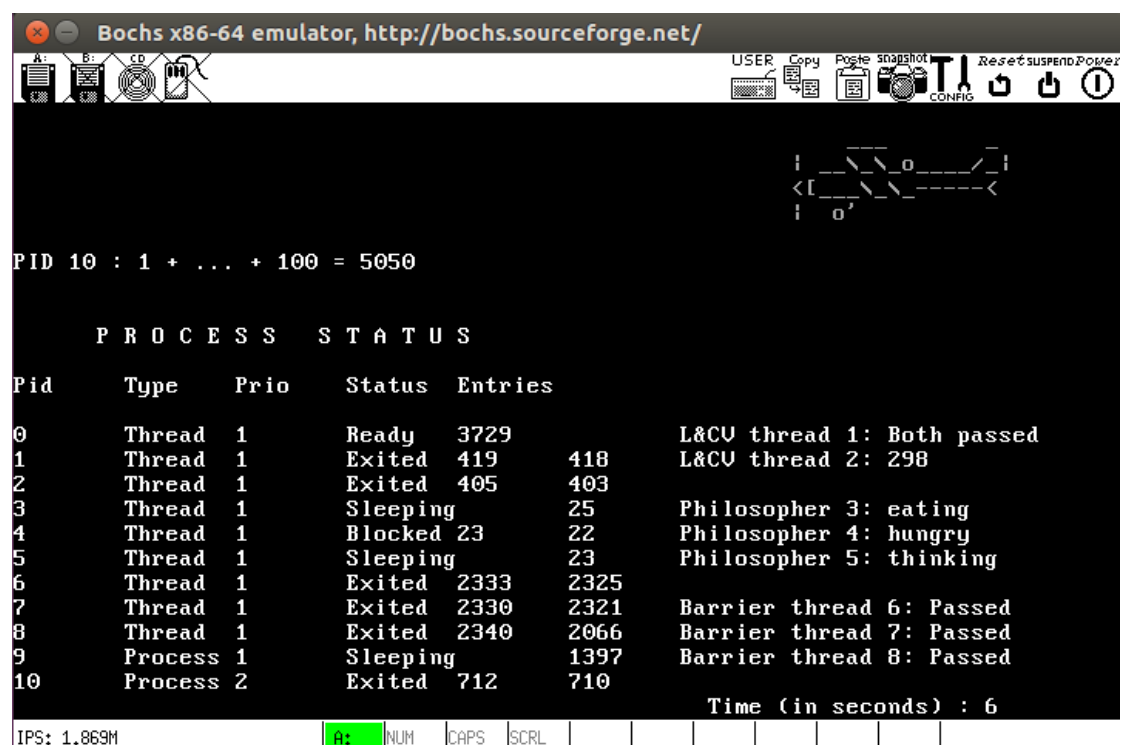 Bochs x86-64 emulator, http://bochs.sourceforge.net/
A: B: CD USER Copy Paste snapshot CONFIG Reset SUSPEND Power
___ _
| __\_\_o____/_|
<[___\_\_-----<
| o'
PID 10 : 1 + ... + 100 = 5050
P R O C E S S S T A T U S
Pid Type Prio Status Entries
0 Thread 1 Ready 3729 L&CV thread 1: Both passed
1 Thread 1 Exited 419 418 L&CV thread 2: 298
2 Thread 1 Exited 405 403
3 Thread 1 Sleeping 25 Philosopher 3: eating
4 Thread 1 Blocked 23 22 Philosopher 4: hungry
5 Thread 1 Sleeping 23 Philosopher 5: thinking
6 Thread 1 Exited 2333 2325
7 Thread 1 Exited 2330 2321 Barrier thread 6: Passed
8 Thread 1 Exited 2340 2066 Barrier thread 7: Passed
9 Process 1 Sleeping 1397 Barrier thread 8: Passed
10 Process 2 Exited 712 710
Time (in seconds) : 6
IPS: 1.869M A: NUM CAPS SCRL